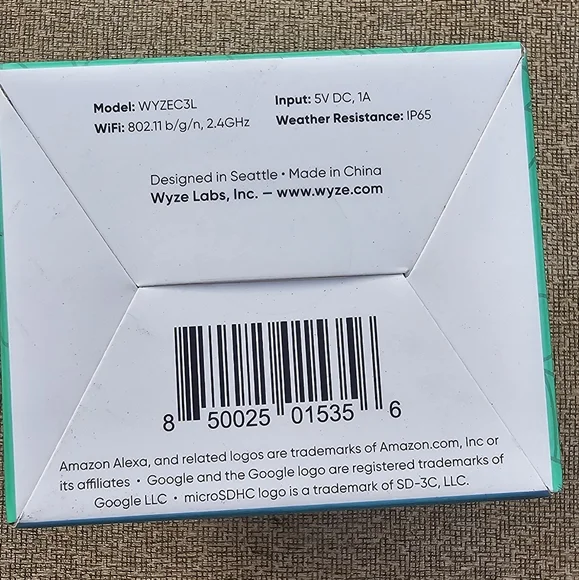 Model: WYZEC3L
WiFi: 802.11 b/g/n, 2.4GHz
Input: 5V DC, 1A
Weather Resistance: IP65
Designed in Seattle • Made in China
Wyze Labs, Inc. — www.wyze.com
8 50025 01535 6
Amazon Alexa, and related logos are trademarks of Amazon.com, Inc or
its affiliates • Google and the Google logo are registered trademarks of
Google LLC • microSDHC logo is a trademark of SD-3C, LLC.